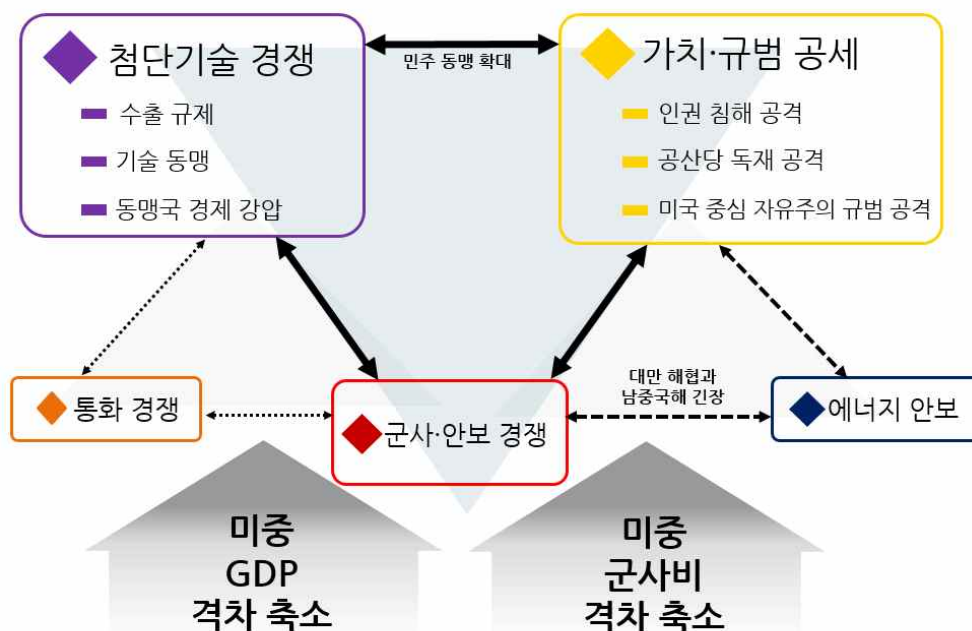 첨단기술 경쟁
수출 규제
기술 동맹
동맹국 경제 강압
민주 동맹 확대
가치·규범 공세
인권 침해 공격
공산당 독재 공격
미국 중심 자유주의 규범 공격
통화 경쟁
군사·안보 경쟁
대만 해협과
남중국해 긴장
에너지 안보
미중
GDP
격차 축소
미중
군사비
격차 축소